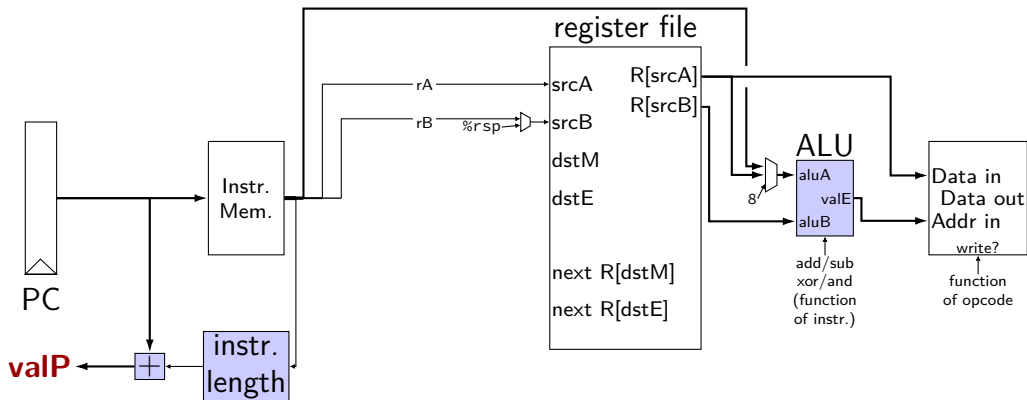 register file
rA
rB
%rsp
srcA
srcB
dstM
dstE
next R[dstM]
next R[dstE]
R[srcA]
R[srcB]
PC
Instr.
Mem.
instr.
length
+
valP
8
ALU
aluA
valE
aluB
add/sub
xor/and
(function
of instr.)
Data in
Data out
Addr in
write?
function
of opcode